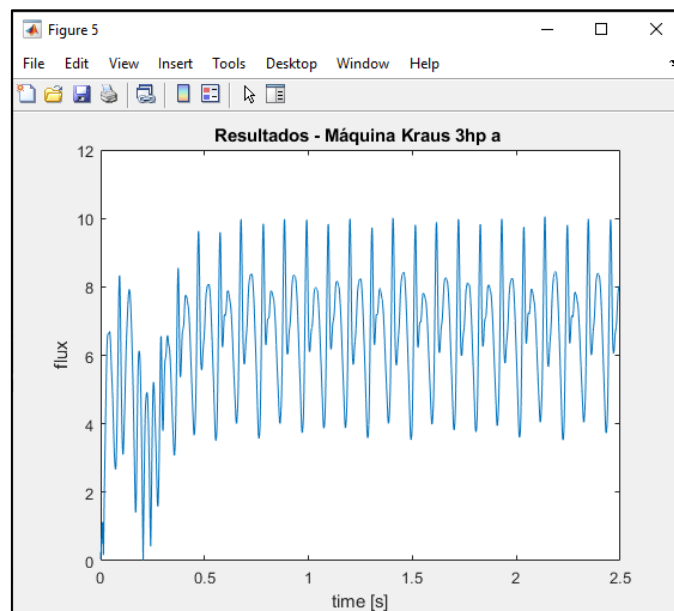 Figure 5
File Edit View Insert Tools Desktop Window Help
Resultados - Máquina Kraus 3hp a
12
10
8
6
4
2
0
flux
0 0.5 1 1.5 2 2.5
time [s]